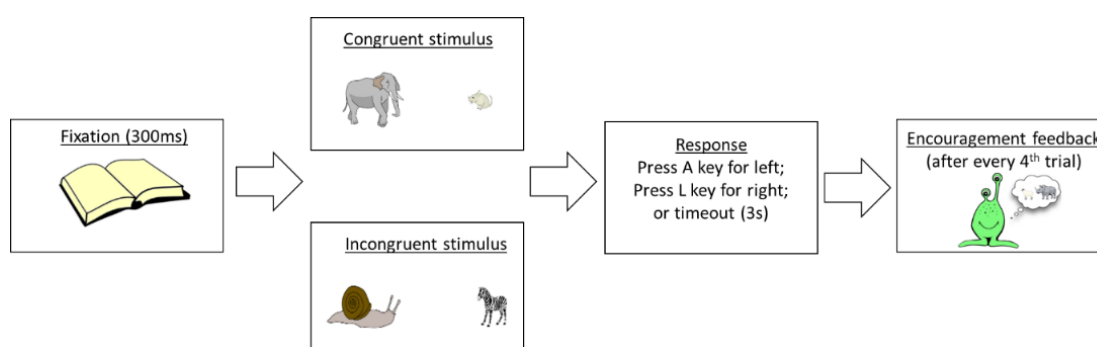 Fixation (300ms)
Congruent stimulus
Incongruent stimulus
Response
Press A key for left;
Press L key for right;
or timeout (3s)
Encouragement feedback
(after every 4th trial)